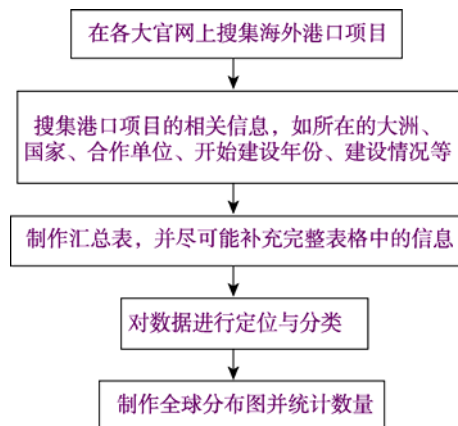 在各大官网上搜集海外港口项目
搜集港口项目的相关信息，如所在的大洲、
国家、合作单位、开始建设年份、建设情况等
制作汇总表，并尽可能补充完整表格中的信息
对数据进行定位与分类
制作全球分布图并统计数量